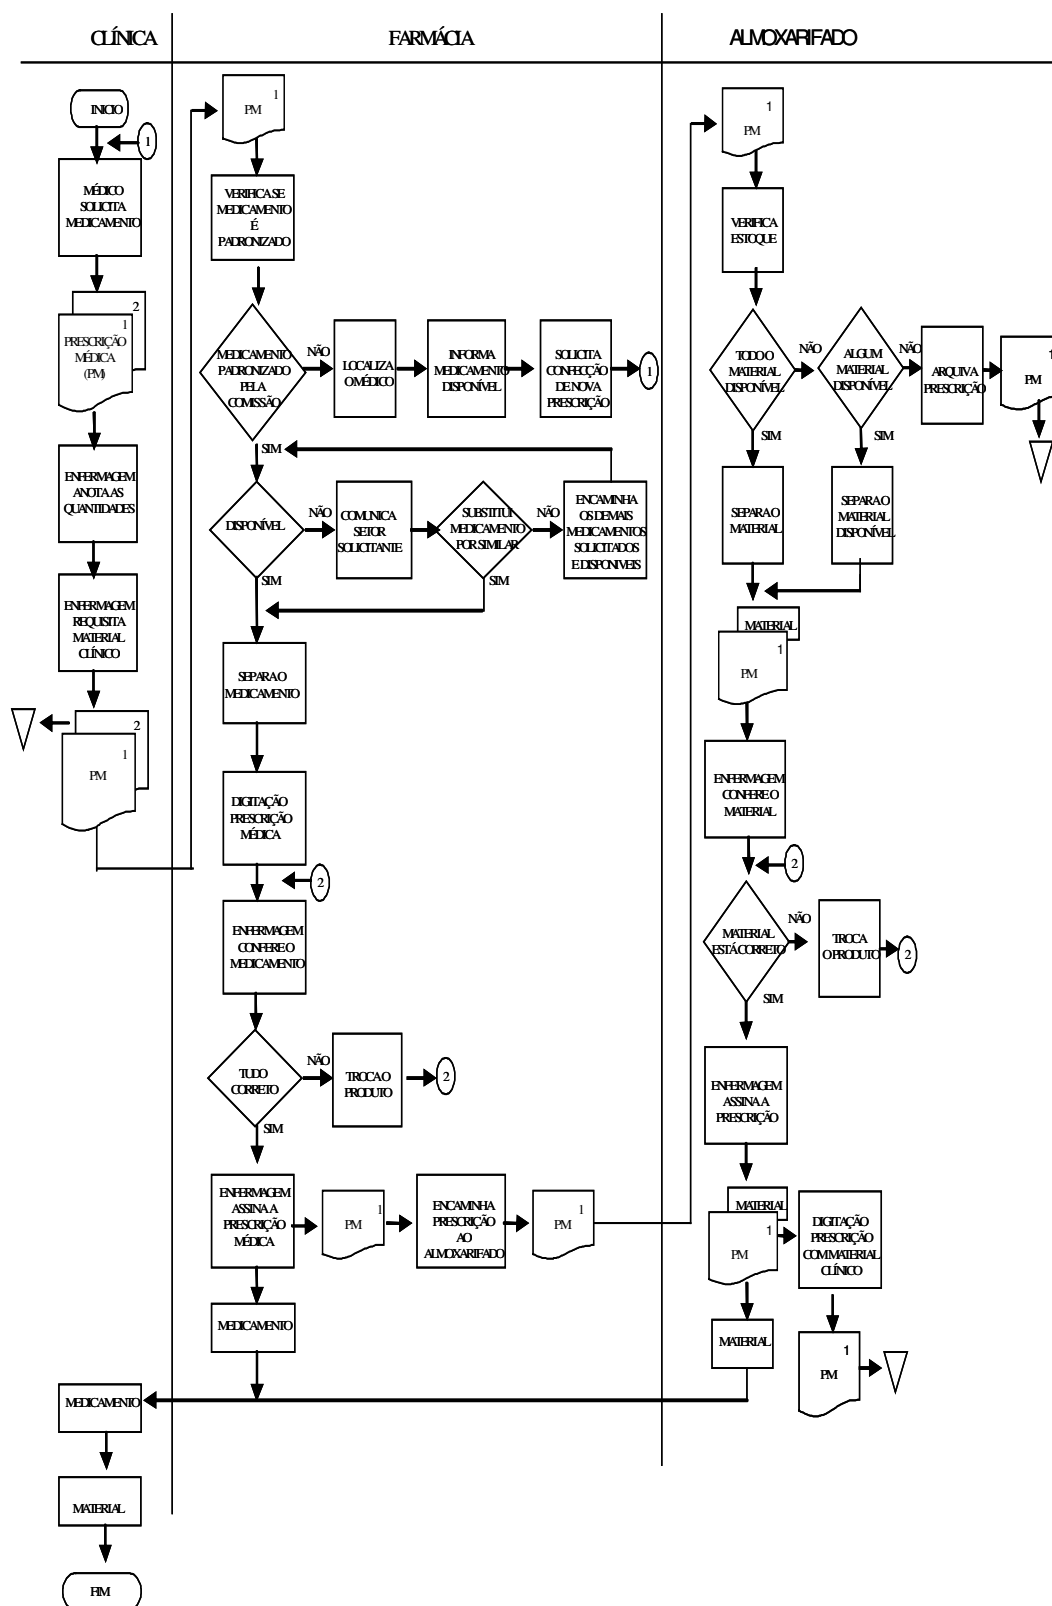 CLÍNICA
FARMÁCIA
ALMOXARIFADO
INICIO
1
MÉDICO
SOLICITA
MEDICAMENTO
2
1
PRESCRIÇÃO
MÉDICA
(PM)
ENFERMAGEM
ANOTA AS
QUANTIDADES
ENFERMAGEM
REQUISITA
MATERIAL
CLÍNICO
2
1
PM
MEDICAMENTO
MATERIAL
FIM
1
PM
VERIFICA SE
MEDICAMENTO
É
PADRONIZADO
MEDICAMENTO
PADRONIZADO
PELA
COMISSÃO
NÃO
LOCALIZA
O MÉDICO
INFORMA
MEDICAMENTO
DISPONÍVEL
SOLICITA
CONFECÇÃO
DE NOVA
PRESCRIÇÃO
1
SIM
DISPONÍVEL
NÃO
COMUNICA
SETOR
SOLICITANTE
SUBSTITUI
MEDICAMENTO
POR SIMILAR
NÃO
ENCAMINHA
OS DEMAIS
MEDICAMENTOS
SOLICITADOS
E DISPONÍVEIS
SIM
SIM
SEPARA O
MEDICAMENTO
DIGITAÇÃO
PRESCRIÇÃO
MÉDICA
2
ENFERMAGEM
CONFERE O
MEDICAMENTO
TUDO
CORRETO
NÃO
TROCA O
PRODUTO
2
SIM
ENFERMAGEM
ASSINA A
PRESCRIÇÃO
MÉDICA
1
PM
ENCAMINHA
PRESCRIÇÃO
AO
ALMOXARIFADO
1
PM
MEDICAMENTO
1
PM
VERIFICA
ESTOQUE
TODO O
MATERIAL
DISPONÍVEL
NÃO
ALGUM
MATERIAL
DISPONÍVEL
NÃO
ARQUIVA
PRESCRIÇÃO
1
PM
SIM
SIM
SEPARA O
MATERIAL
SEPARA O
MATERIAL
DISPONÍVEL
MATERIAL
1
PM
ENFERMAGEM
CONFERE O
MATERIAL
2
MATERIAL
ESTÁ CORRETO
NÃO
TROCA
O PRODUTO
2
SIM
ENFERMAGEM
ASSINA A
PRESCRIÇÃO
MATERIAL
1
PM
DIGITAÇÃO
PRESCRIÇÃO
COM MATERIAL
CLÍNICO
MATERIAL
1
PM